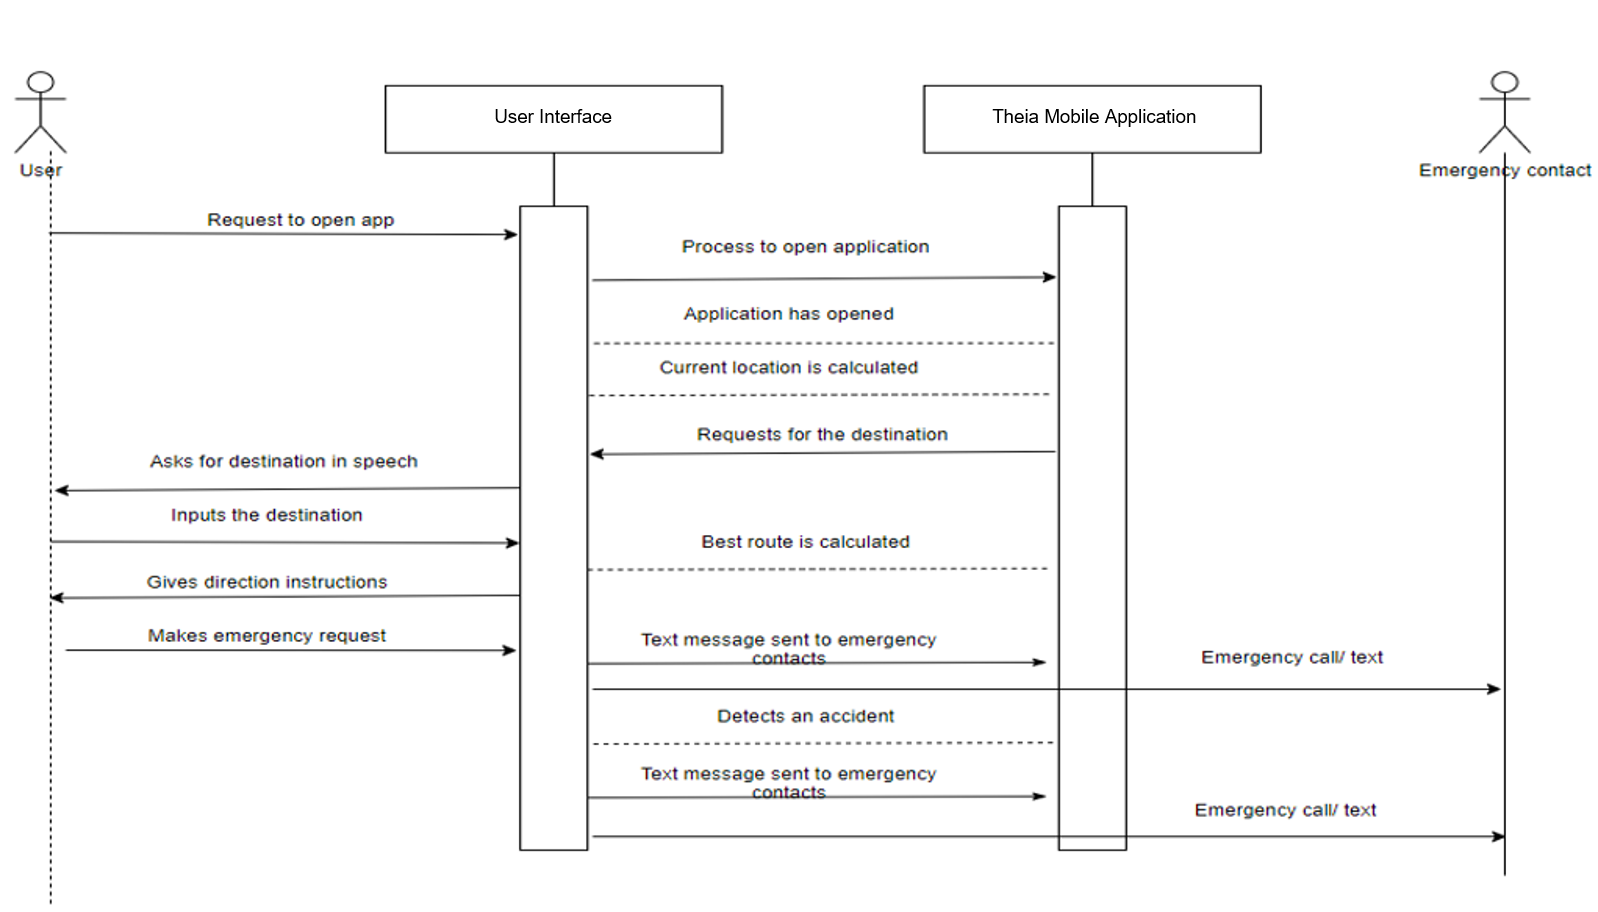 User Interface
Theia Mobile Application
User
Emergency contact
Request to open app
Process to open application
Application has opened
Current location is calculated
Requests for the destination
Asks for destination in speech
Inputs the destination
Best route is calculated
Gives direction instructions
Makes emergency request
Text message sent to emergency
contacts
Emergency call/ text
Detects an accident
Text message sent to emergency
contacts
Emergency call/ text